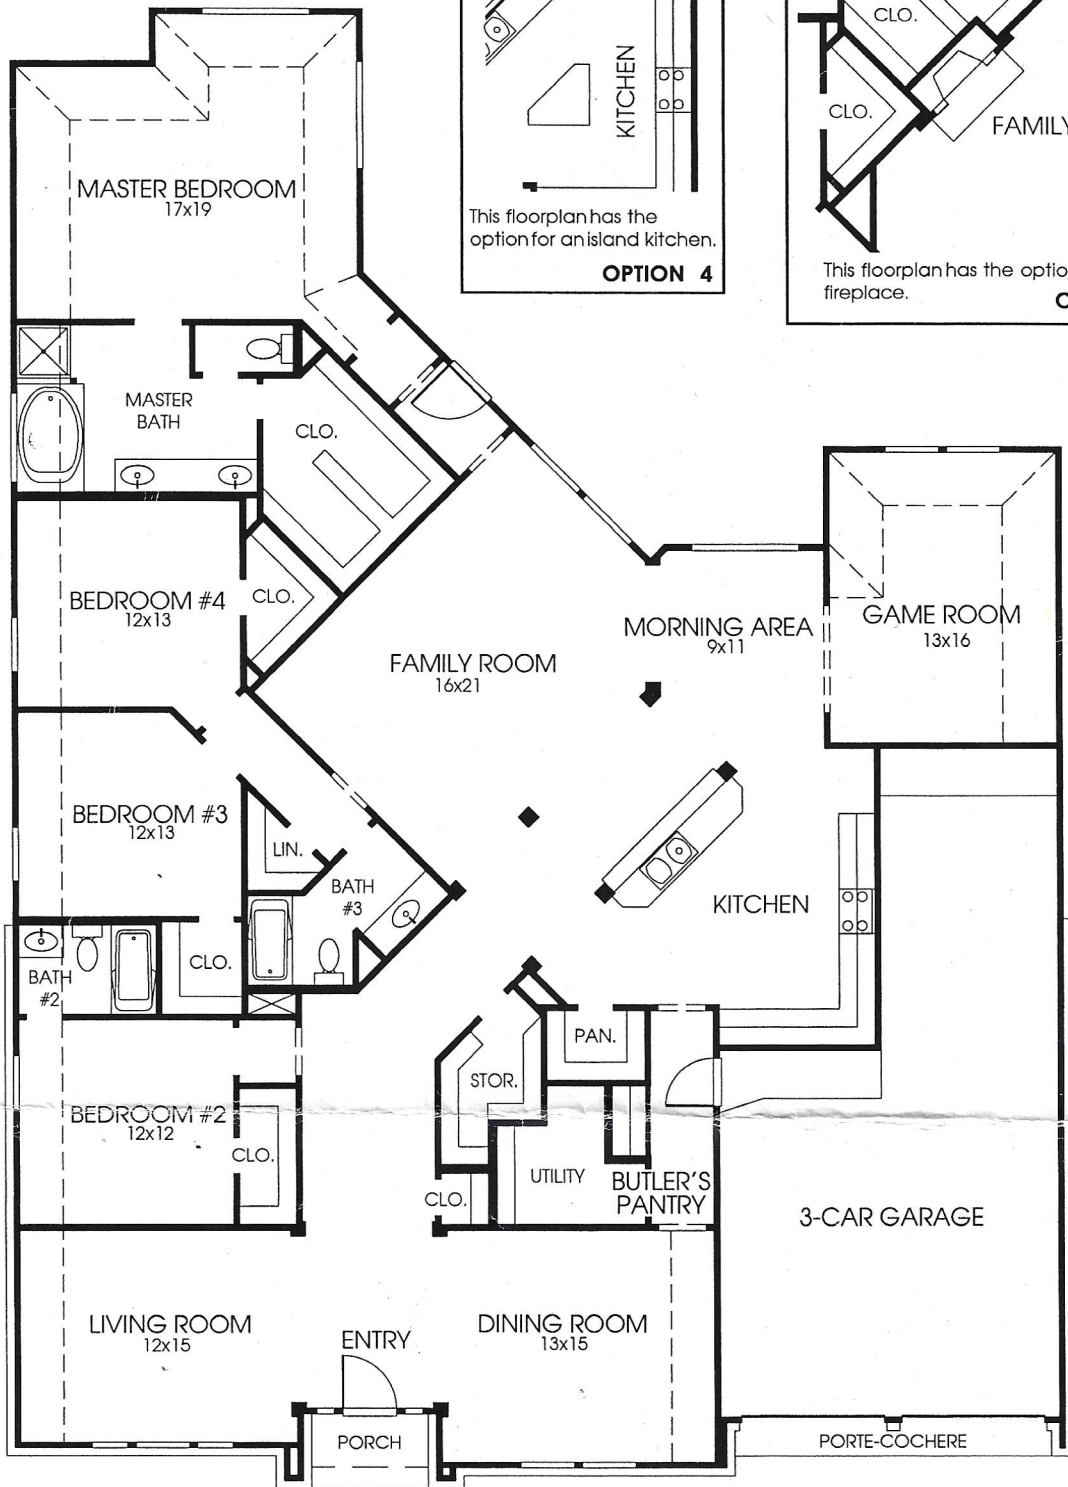 KITCHEN
This floorplan has the
option for an island kitchen.
OPTION 4
CLO.
CLO.
FAMILY
This floorplan has the optio
fireplace.
MASTER BEDROOM
17x19
MASTER
BATH
CLO.
BEDROOM #4
12x13
CLO.
FAMILY ROOM
16x21
MORNING AREA
9x11
GAME ROOM
13x16
BEDROOM #3
12x13
LIN.
BATH
#3
KITCHEN
BATH
#2
CLO.
PAN.
STOR.
BEDROOM #2
12x12
CLO.
UTILITY
BUTLER'S
PANTRY
CLO.
3-CAR GARAGE
LIVING ROOM
12x15
ENTRY
DINING ROOM
13x15
PORCH
PORTE-COCHERE